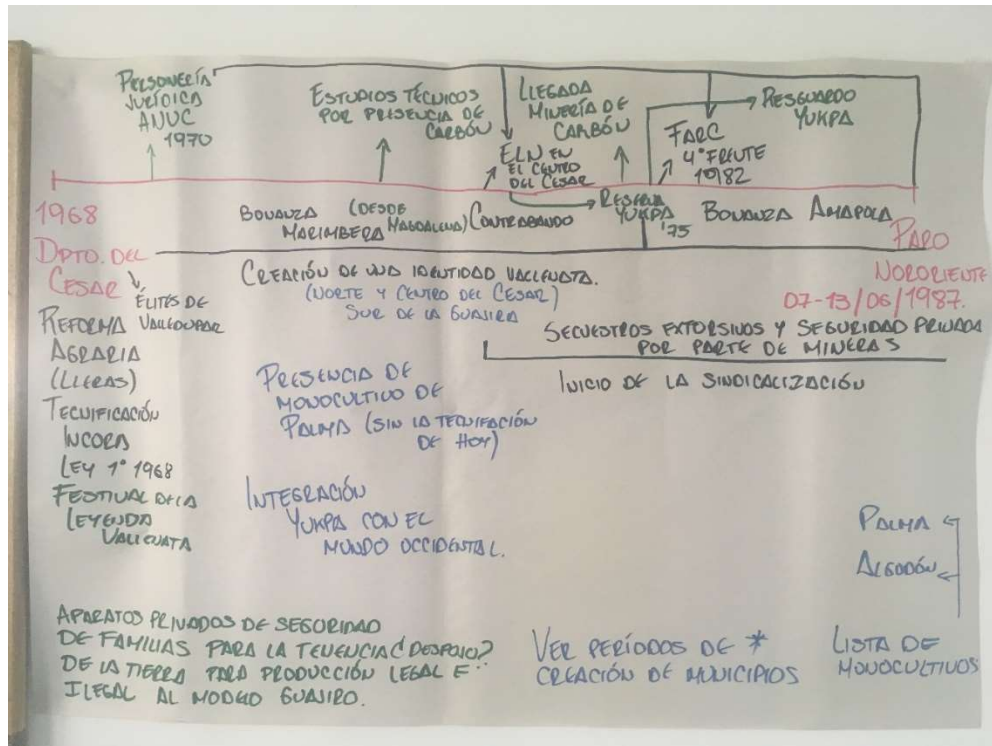 PERSONERÍA
JURÍDICA
ANUC
1970
ESTUDIOS TÉCNICOS
POR PRESENCIA DE
CARBÓN
LLEGADA
MINERÍA DE
CARBÓN
ELN EN
EL CENTRO
DEL CESAR
FARC
4° FRENTE
1982
RESGUARDO
YUKPA
1968
DPTO. DEL
CESAR
BONANZA (DESDE
MARIMBERA MAGDALENA)
CONTRABANDO
RESERVA
YUKPA
'75
BONANZA AMAPOLA
PARO
NORORIENTE
07-13/06/1987.
ÉLITES DE
VALLEDUPAR
REFORMA
AGRARIA
(LLERAS)
TECNIFICACIÓN
INCORA
LEY 1° 1968
FESTIVAL DE LA
LEYENDA
VALLENATA
CREACIÓN DE UNA IDENTIDAD VALLENATA.
(NORTE Y CENTRO DEL CESAR)
SUR DE LA GUAJIRA
SECUESTROS EXTORSIVOS Y SEGURIDAD PRIVADA
POR PARTE DE MINERAS
INICIO DE LA SINDICALIZACIÓN
PRESENCIA DE
MONOCULTIVO DE
PALMA (SIN LA TECNIFACIÓN
DE HOY)
INTEGRACIÓN
YUKPA CON EL
MUNDO OCCIDENTAL.
PALMA
ALGODÓN
LISTA DE
MONOCULTIVOS
APARATOS PRIVADOS DE SEGURIDAD
DE FAMILIAS PARA LA TENENCIA ¿DESPOJO?
DE LA TIERRA PARA PRODUCCIÓN LEGAL E
ILEGAL AL MODELO GUAJIRO.
VER PERÍODOS DE *
CREACIÓN DE MUNICIPIOS